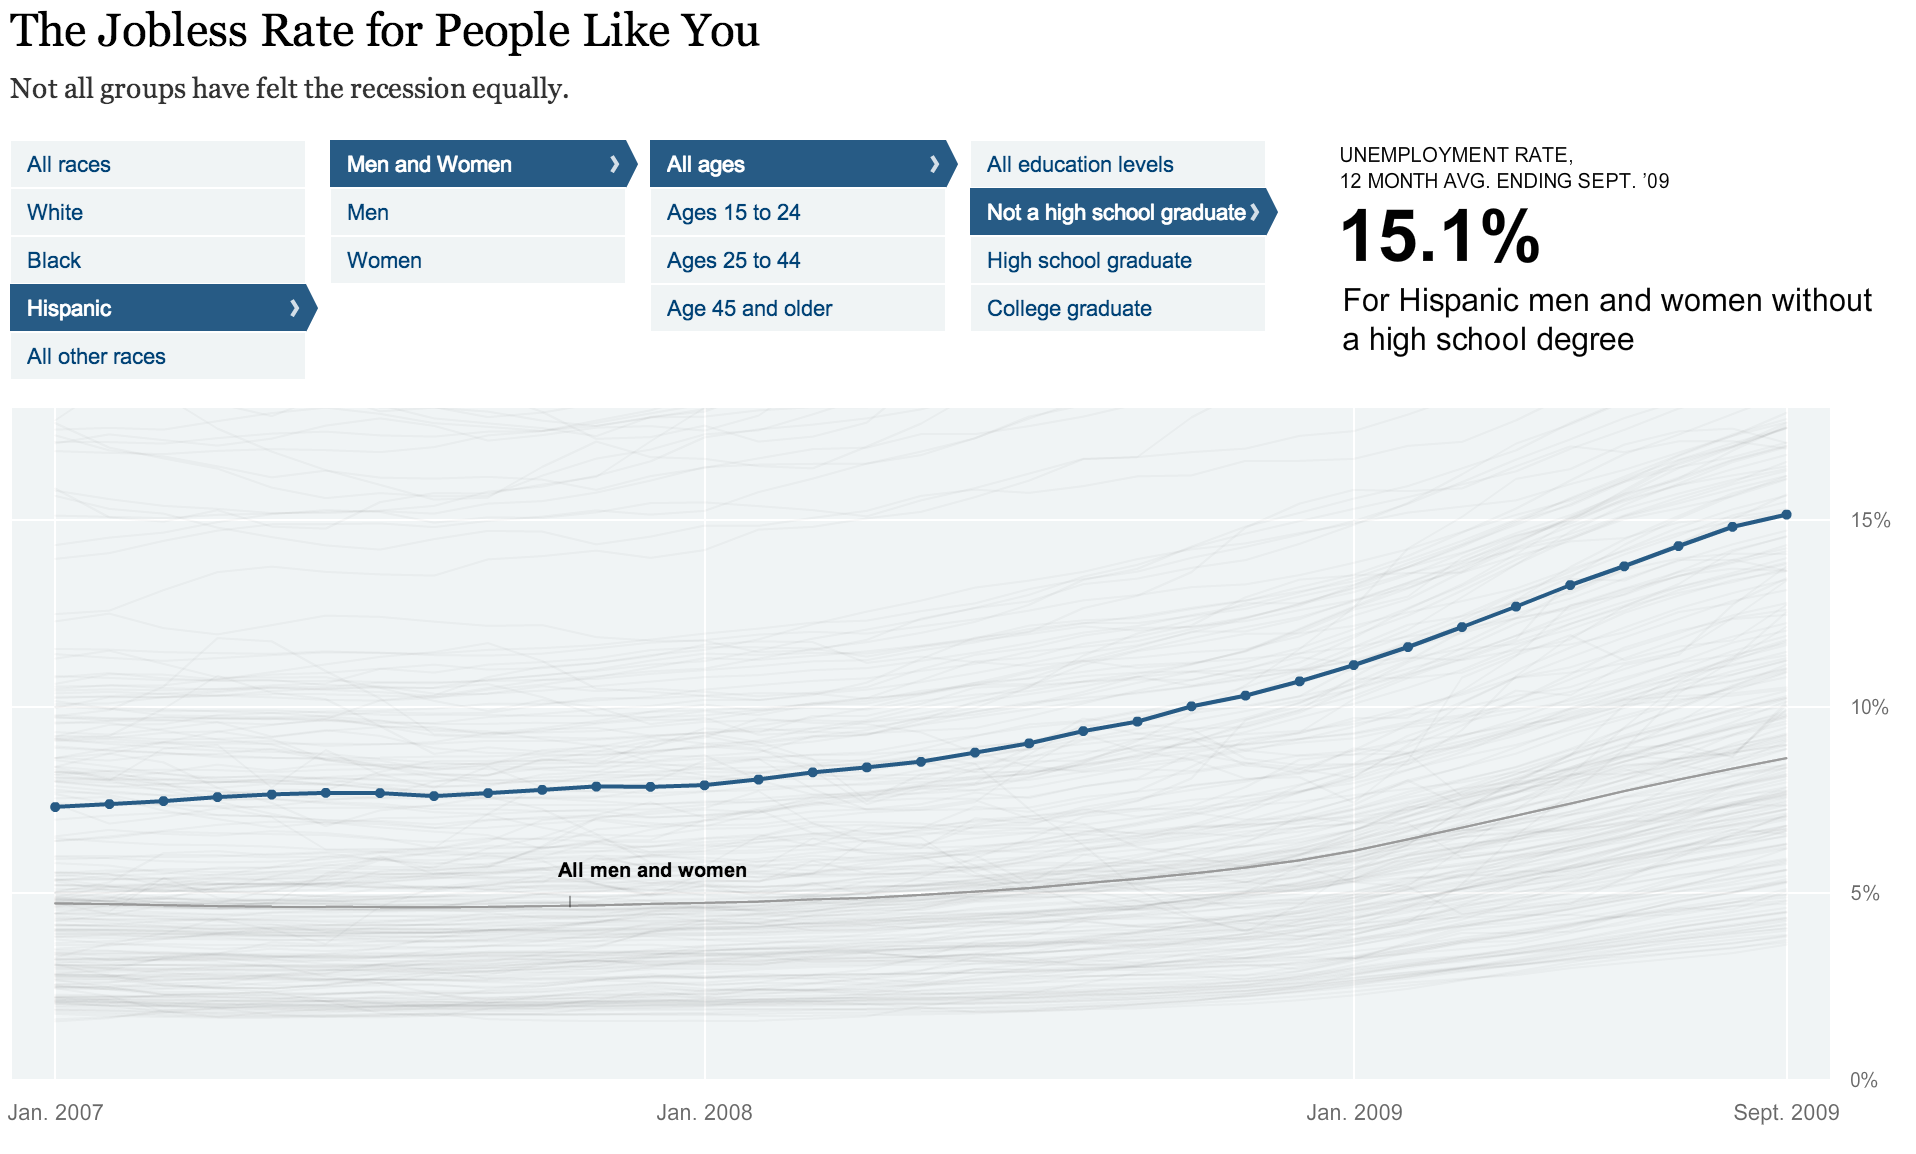 The Jobless Rate for People Like You
Not all groups have felt the recession equally.
All races
White
Black
Hispanic
All other races
Men and Women
Men
Women
All ages
Ages 15 to 24
Ages 25 to 44
Age 45 and older
All education levels
Not a high school graduate
High school graduate
College graduate
UNEMPLOYMENT RATE,
12 MONTH AVG. ENDING SEPT. ’09
15.1%
For Hispanic men and women without
a high school degree
15%
10%
All men and women
5%
0%
Jan. 2007
Jan. 2008
Jan. 2009
Sept. 2009